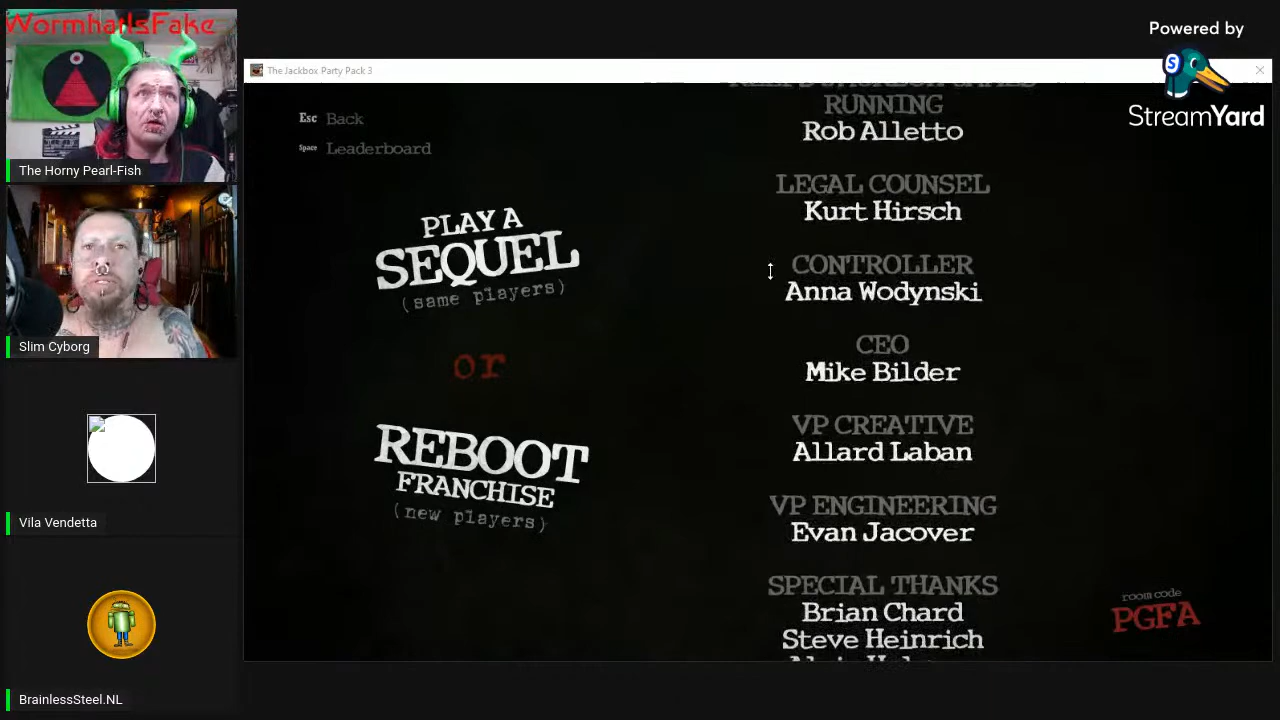 WormhatIsFake
The Horny Pearl-Fish
Slim Cyborg
Vila Vendetta
BrainlessSteel.NL
The Jackbox Party Pack 3
Esc Back
Space Leaderboard
PLAY A
SEQUEL
(same players)
or
REBOOT
FRANCHISE
(new players)
RUNNING
Rob Alletto
LEGAL COUNSEL
Kurt Hirsch
CONTROLLER
Anna Wodynski
CEO
Mike Bilder
VP CREATIVE
Allard Laban
VP ENGINEERING
Evan Jacover
SPECIAL THANKS
Brian Chard
Steve Heinrich
room code
PGFA
Powered by
S
StreamYard